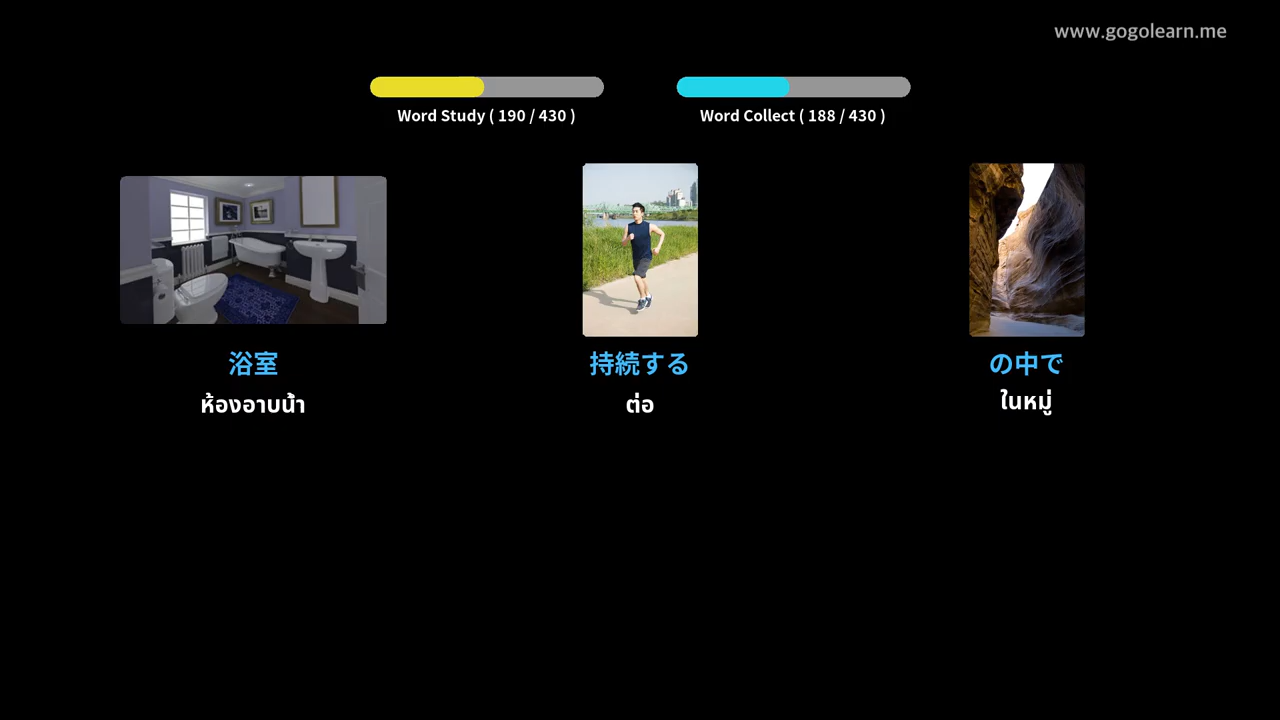 www.gogolearn.me
Word Study ( 190 / 430 )
Word Collect ( 188 / 430 )
浴室
持続する
の中で
ห้องอาบน้ำ
ต่อ
ในหมู่